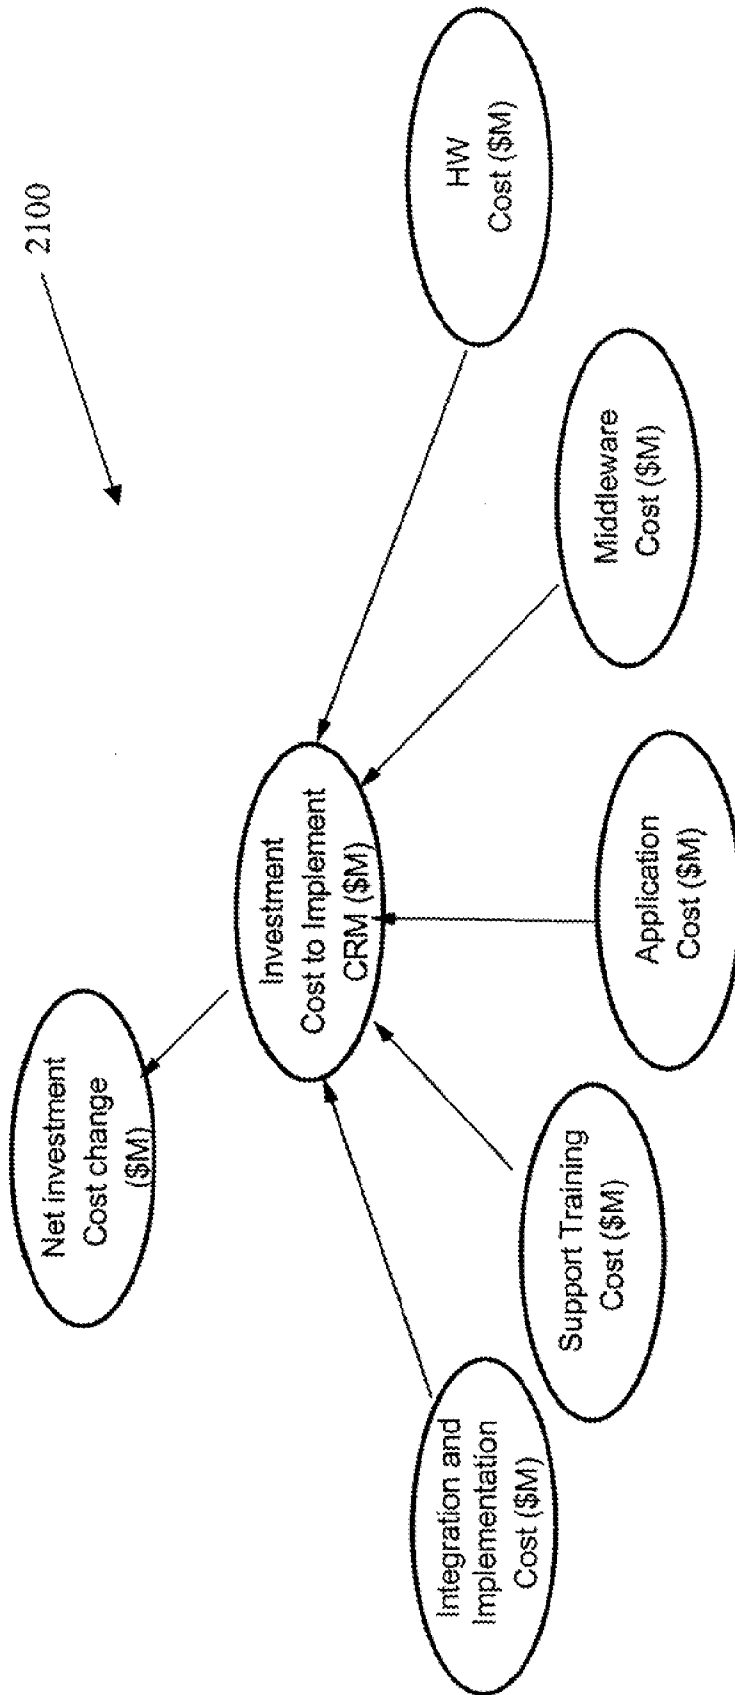 2100
Net investment
Cost change
($M)
Investment
Cost to Implement
CRM ($M)
Integration and
Implementation
Cost ($M)
Support Training
Cost ($M)
Application
Cost ($M)
Middleware
Cost ($M)
HW
Cost ($M)